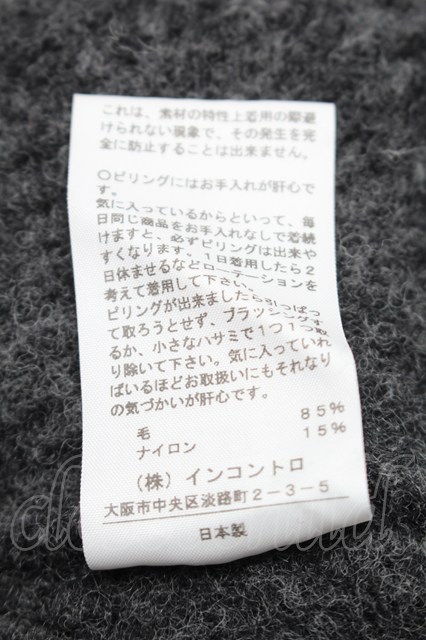 これは、素材の特性上着用の際避
けられない現象で、その発生を完
全に防止することは出来ません。
〇ピリングにはお手入れが肝心で
す。
気に入っているからといって、毎
日同じ商品をお手入れなしで着続
けますと、必ずピリングは出来や
すくなります。1日着用したら2
日休ませるなどローテーションを
考えて着用して下さい。
ピリングが出来ましたら引っぱっ
て取ろうとせず、ブラッシングす
るか、小さなハサミで1つ1つ取
り除いて下さい。気に入っていれ
ばいるほどお取扱いにもそれなり
の気づかいが肝心です。
毛 85%
ナイロン 15%
(株) インコントロ
大阪市中央区淡路町2-3-5
日本製